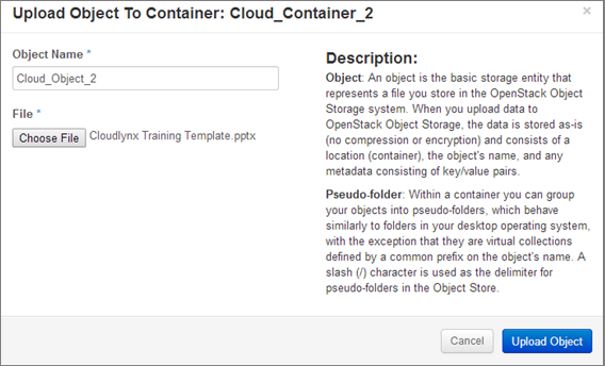 Upload Object To Container: Cloud_Container_2
×
Object Name *
Cloud_Object_2
File *
Choose File Cloudlynx Training Template.pptx
Description:
Object: An object is the basic storage entity that
represents a file you store in the OpenStack Object
Storage system. When you upload data to
OpenStack Object Storage, the data is stored as-is
(no compression or encryption) and consists of a
location (container), the object's name, and any
metadata consisting of key/value pairs.
Pseudo-folder: Within a container you can group
your objects into pseudo-folders, which behave
similarly to folders in your desktop operating system,
with the exception that they are virtual collections
defined by a common prefix on the object's name. A
slash (/) character is used as the delimiter for
pseudo-folders in the Object Store.
Cancel
Upload Object